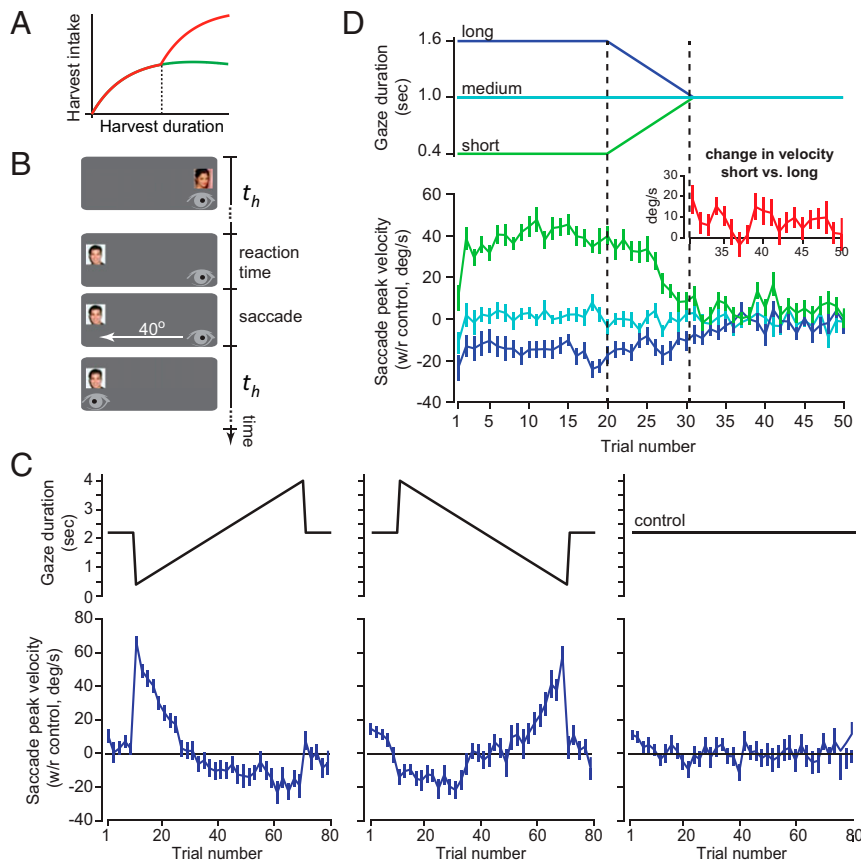 A
Harvest intake
Harvest duration
B
t_h
reaction
time
saccade
40°
t_h
time
D
Gaze duration
(sec)
1.6
1.0
0.4
long
medium
short
change in velocity
short vs. long
deg/s
30
20
10
0
31
40
50
Saccade peak velocity
(w/r control, deg/s)
60
40
20
0
-20
-40
1 5 10 15 20 25 30 35 40 45 50
Trial number
C
Gaze duration
(sec)
4
3
2
1
0
control
Saccade peak velocity
(w/r control, deg/s)
80
60
40
20
0
-20
-40
1 20 40 60 80
Trial number
1 20 40 60 80
Trial number
1 20 40 60 80
Trial number